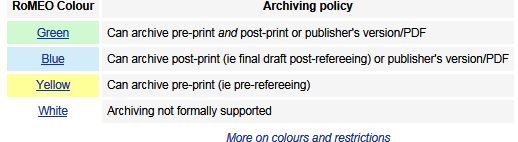 RoMEO Colour Archiving policy
Green Can archive pre-print and post-print or publisher's version/PDF
Blue Can archive post-print (ie final draft post-refereeing) or publisher's version/PDF
Yellow Can archive pre-print (ie pre-refereeing)
White Archiving not formally supported
More on colours and restrictions